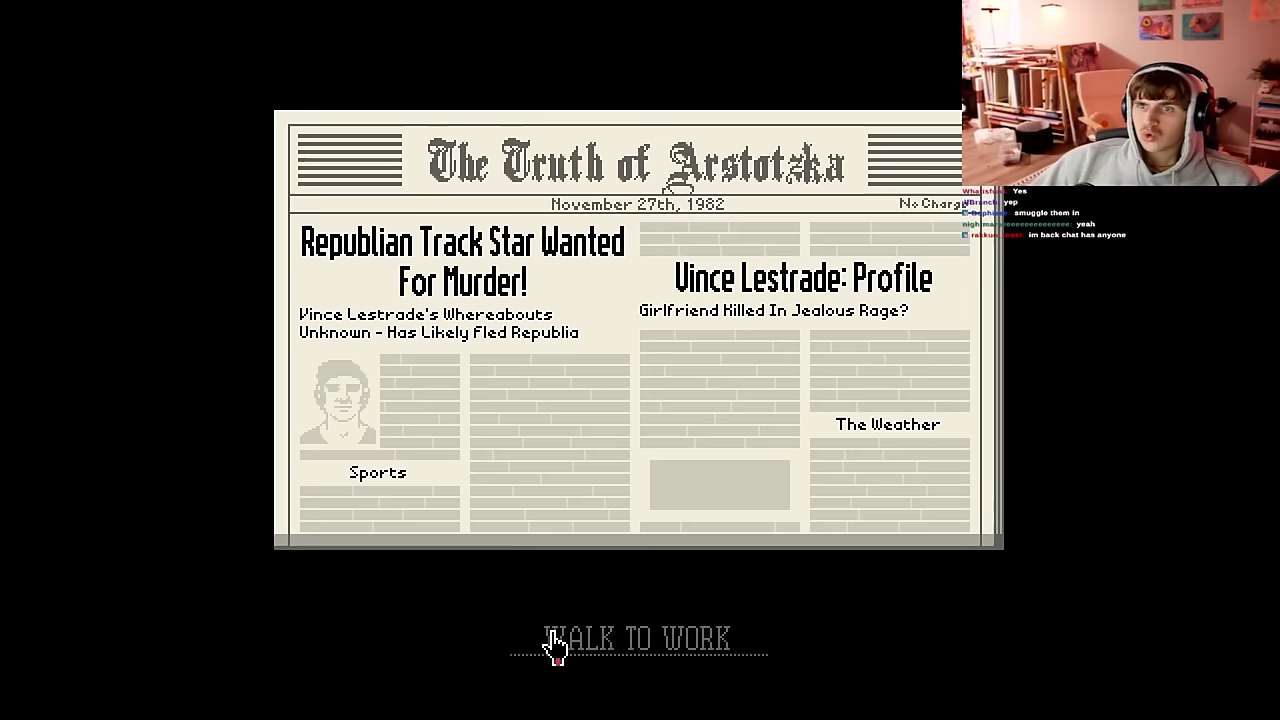 The Truth of Arstotzka
November 27th, 1982
No Charge
Republian Track Star Wanted
For Murder!
Vince Lestrade's Whereabouts
Unknown - Has Likely Fled Republia
Sports
Vince Lestrade: Profile
Girlfriend Killed In Jealous Rage?
The Weather
WALK TO WORK
Yes
yep
smuggle them in
yeah
im back chat has anyone